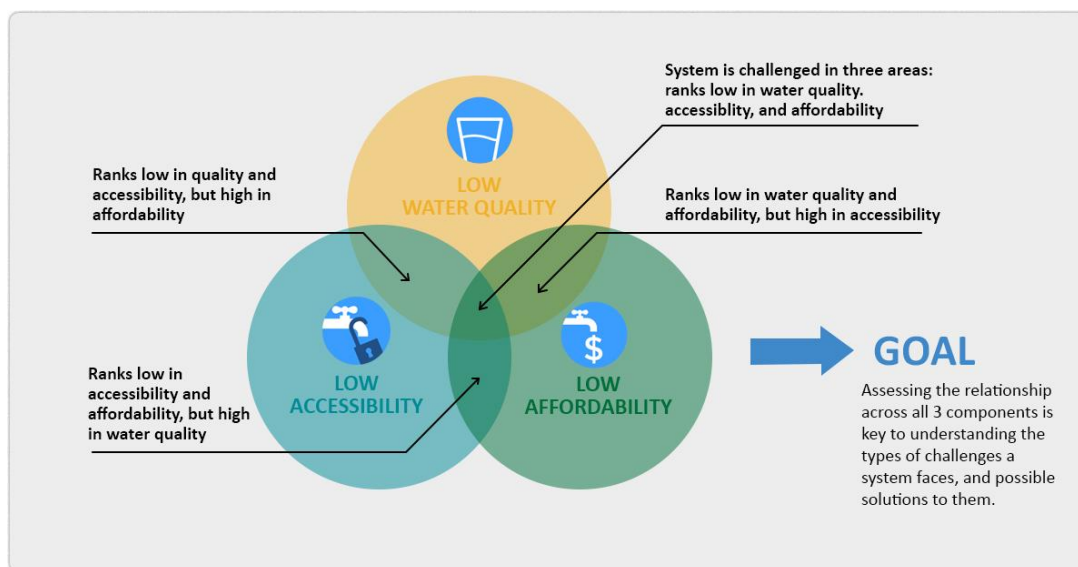 System is challenged in three areas:
ranks low in water quality.
accessiblity, and affordability
Ranks low in quality and
accessibility, but high in
affordability
LOW
WATER QUALITY
Ranks low in water quality and
affordability, but high in accessibility
$
LOW
ACCESSIBILITY
LOW
AFFORDABILITY
Ranks low in
accessibility and
affordability, but high
in water quality
GOAL
Assessing the relationship
across all 3 components is
key to understanding the
types of challenges a
system faces, and possible
solutions to them.